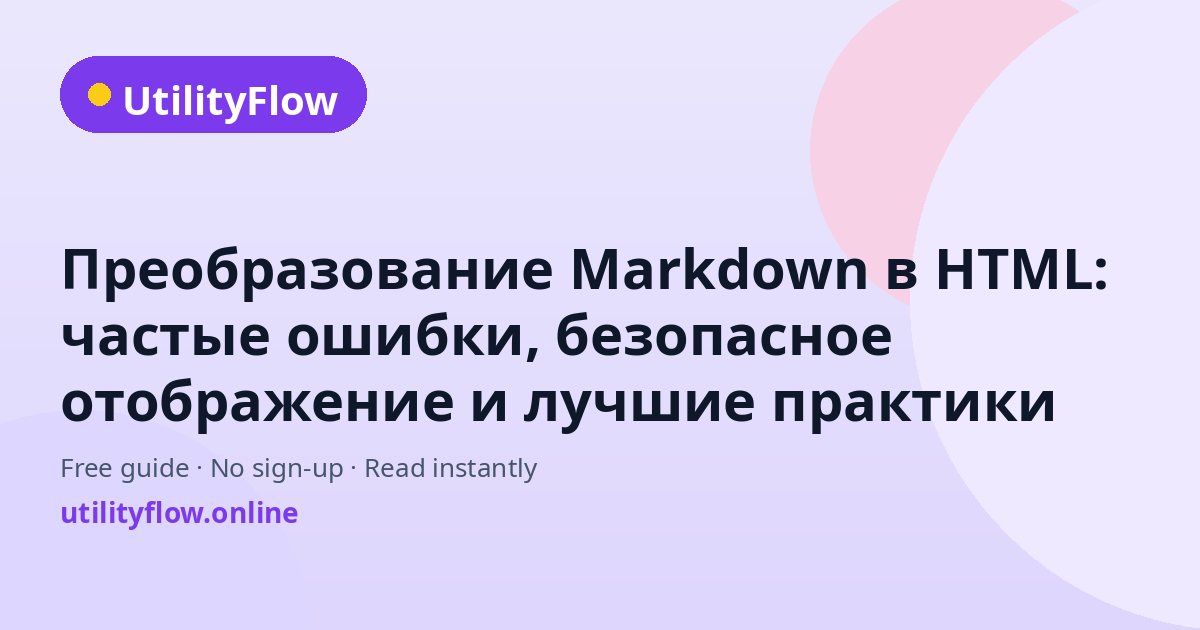 UtilityFlow
Преобразование Markdown в HTML:
частые ошибки, безопасное
отображение и лучшие практики
Free guide · No sign-up · Read instantly
utilityflow.online